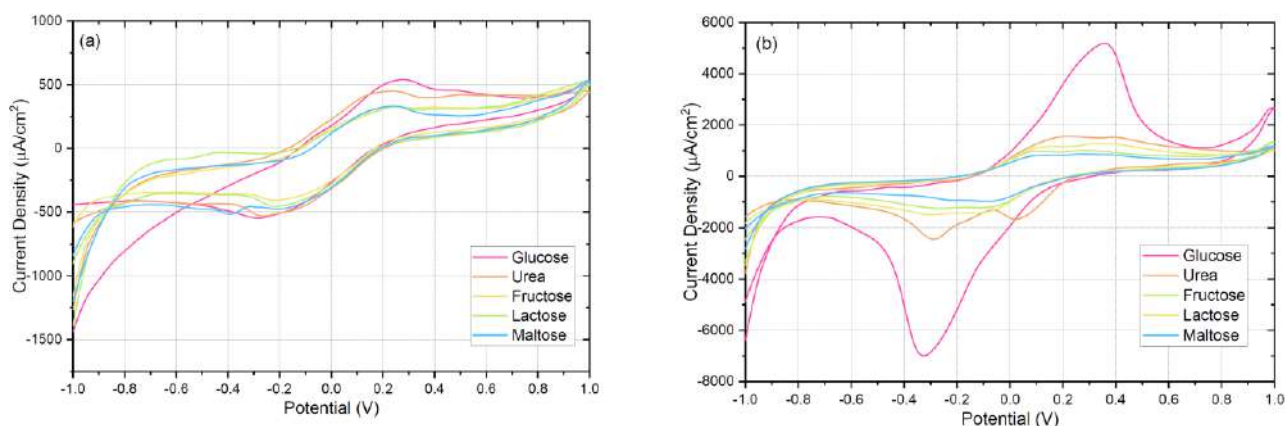 (a)
Current Density (µA/cm²)
1000
500
0
-500
-1000
-1500
-1.0 -0.8 -0.6 -0.4 -0.2 0.0 0.2 0.4 0.6 0.8 1.0
Potential (V)
Glucose
Urea
Fructose
Lactose
Maltose
(b)
Current Density (µA/cm²)
6000
4000
2000
0
-2000
-4000
-6000
-8000
-1.0 -0.8 -0.6 -0.4 -0.2 0.0 0.2 0.4 0.6 0.8 1.0
Potential (V)
Glucose
Urea
Fructose
Lactose
Maltose